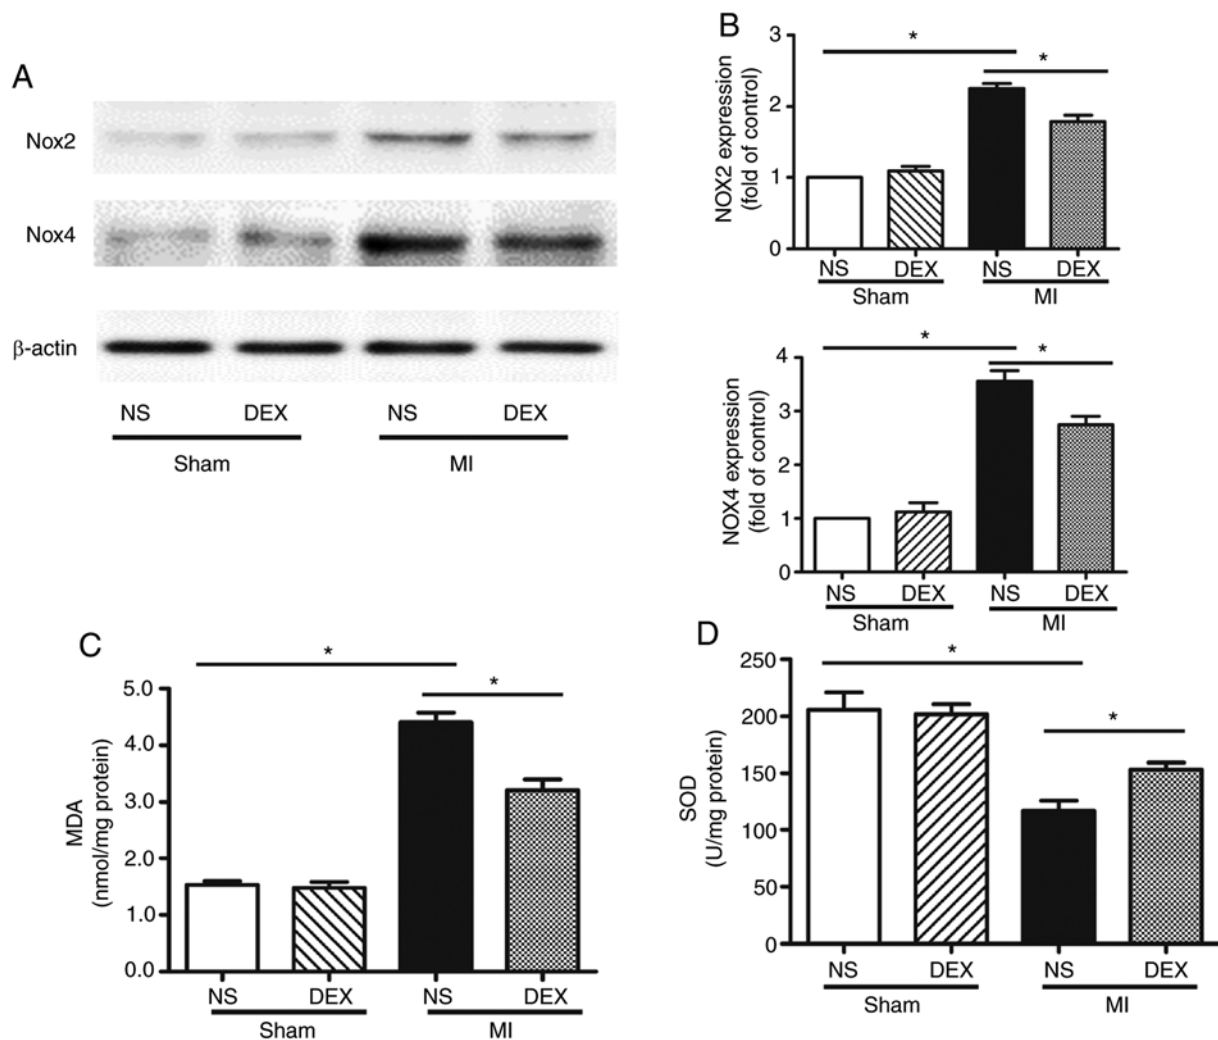 A
Nox2
Nox4
β-actin
NS DEX NS DEX
Sham MI
B
NOX2 expression
(fold of control)
3
2
1
0
*
*
NS DEX NS DEX
Sham MI
NOX4 expression
(fold of control)
4
3
4
1
0
*
*
NS DEX NS DEX
Sham MI
C
MDA
(nmol/mg protein)
5.0
4.0
3.0
2.0
1.0
0.0
*
*
NS DEX NS DEX
Sham MI
D
SOD
(U/mg protein)
250
200
150
100
50
0
*
*
NS DEX NS DEX
Sham MI